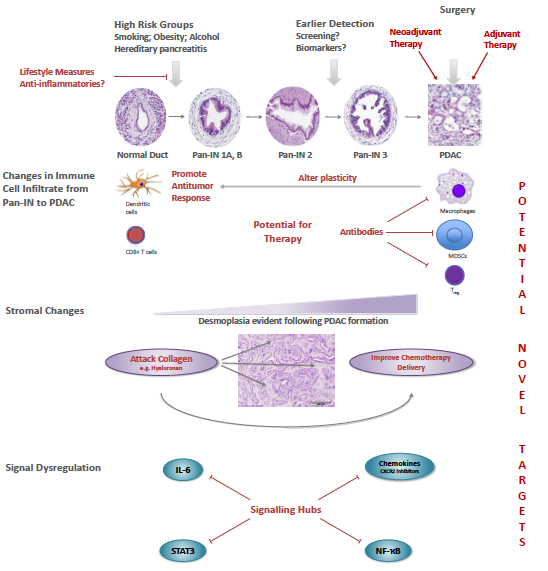 Surgery
High Risk Groups
Smoking; Obesity; Alcohol
Hereditary pancreatitis
Earlier Detection
Screening?
Biomarkers?
Neoadjuvant
Therapy
Adjuvant
Therapy
Lifestyle Measures
Anti-inflammatories?
Normal Duct
Pan-IN 1A, B
Pan-IN 2
Pan-IN 3
PDAC
Changes in Immune
Cell Infiltrate from
Pan-IN to PDAC
Promote
Antitumor
Response
Alter plasticity
Dendritic
cells
Macrophages
Potential for
Therapy
Antibodies
CD8+ T cells
MDSCs
Treg
Stromal Changes
Desmoplasia evident following PDAC formation
Attack Collagen
e.g. Hyaluronan
Improve Chemotherapy
Delivery
Signal Dysregulation
IL-6
Chemokines
CXCR2 Inhibitors
Signalling Hubs
STAT3
NF-κB
POTENTIAL
NOVEL
TARGETS